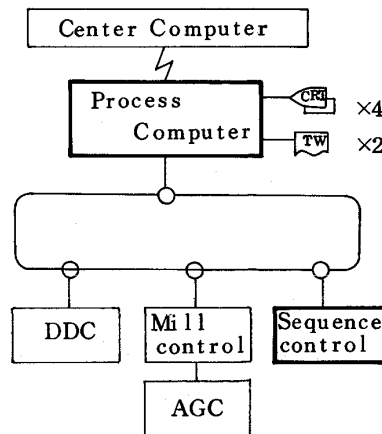 Center Computer
Process
Computer
CRT
×4
TW
×2
DDC
Mill
control
Sequence
control
AGC